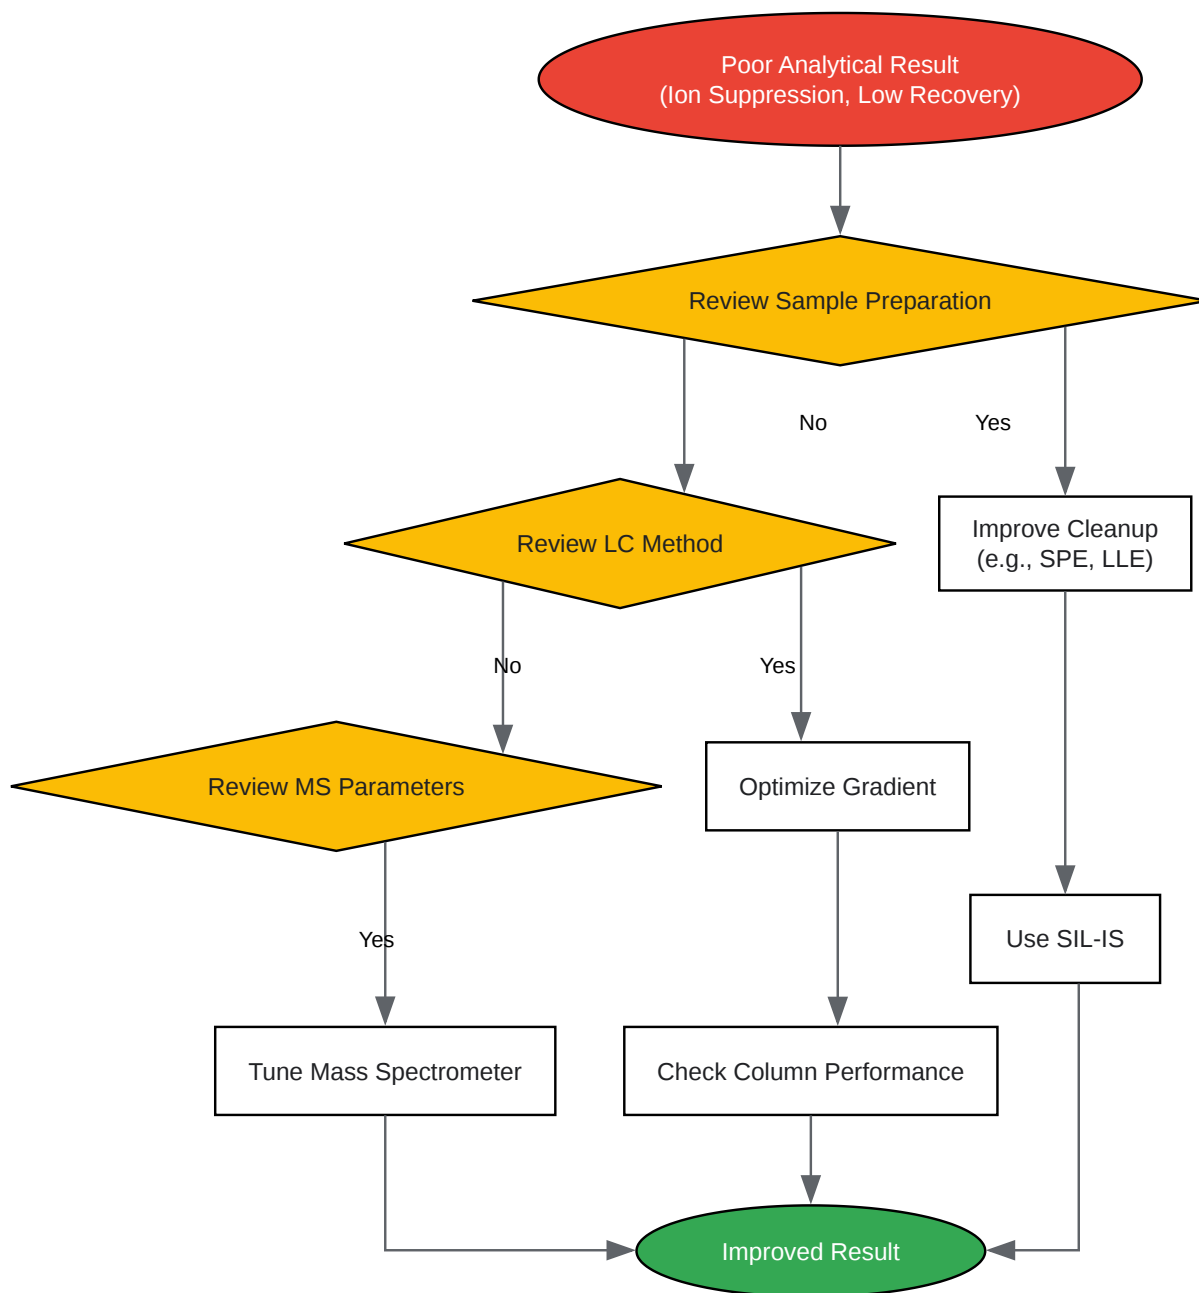 Poor Analytical Result
(Ion Suppression, Low Recovery)
Review Sample Preparation
No
Yes
Review LC Method
Improve Cleanup
(e.g., SPE, LLE)
No
Yes
Review MS Parameters
Optimize Gradient
Yes
Use SIL-IS
Tune Mass Spectrometer
Check Column Performance
Improved Result